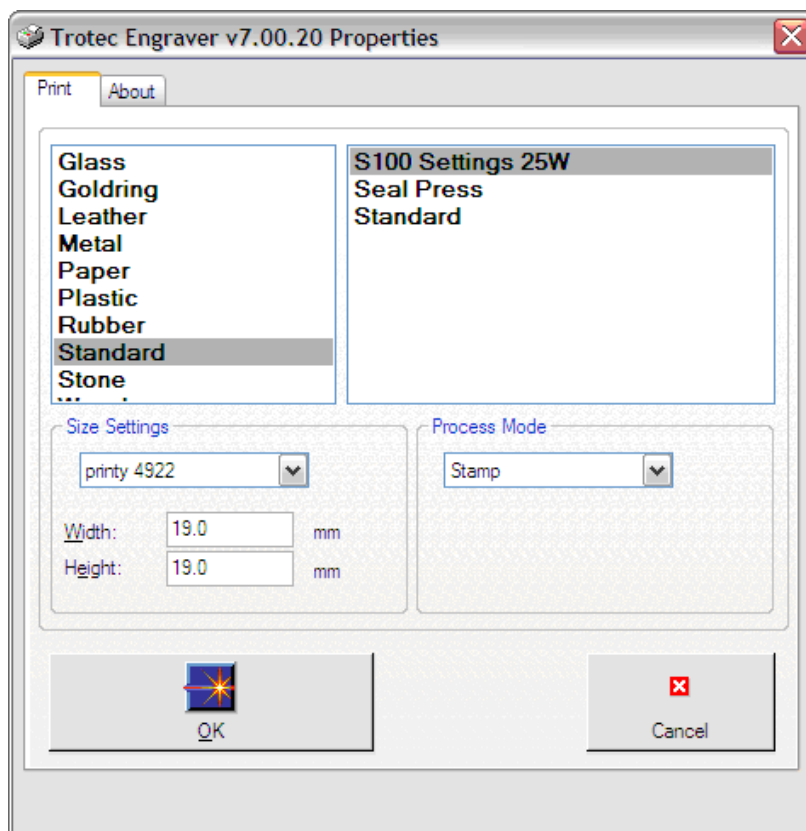 Trotec Engraver v7.00.20 Properties
Print About
Glass
Goldring
Leather
Metal
Paper
Plastic
Rubber
Standard
Stone
S100 Settings 25W
Seal Press
Standard
Size Settings
printy 4922
Width: 19.0 mm
Height: 19.0 mm
Process Mode
Stamp
OK
Cancel